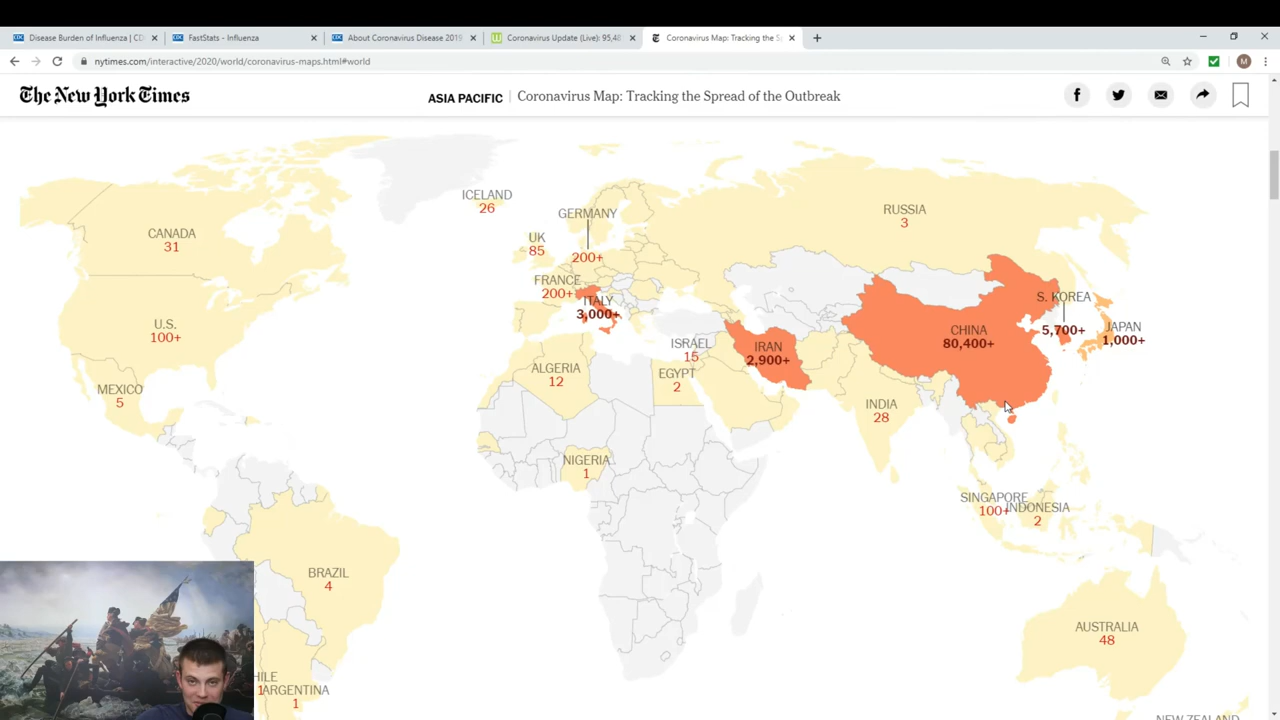 Disease Burden of Influenza | CD
FastStats - Influenza
About Coronavirus Disease 2019
Coronavirus Update (Live): 95,48
Coronavirus Map: Tracking the S
nytimes.com/interactive/2020/world/coronavirus-maps.html#world
M
The New York Times
ASIA PACIFIC
Coronavirus Map: Tracking the Spread of the Outbreak
ICELAND
26
GERMANY
200+
RUSSIA
3
CANADA
31
UK
85
FRANCE
200+
ITALY
3,000+
S. KOREA
5,700+
U.S.
100+
CHINA
80,400+
JAPAN
1,000+
ISRAEL
15
IRAN
2,900+
ALGERIA
12
EGYPT
2
MEXICO
5
INDIA
28
NIGERIA
1
SINGAPORE
100+
INDONESIA
2
BRAZIL
4
AUSTRALIA
48
HILE
1
ARGENTINA
1
NEW ZEALAND